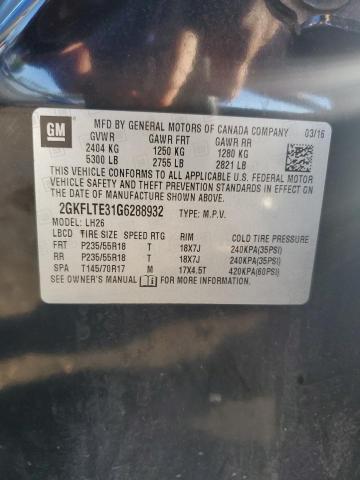 GM
MFD BY GENERAL MOTORS OF CANADA COMPANY 03/16
GVWR GAWR FRT GAWR RR
2404 KG 1250 KG 1280 KG
5300 LB 2755 LB 2821 LB
THIS VEHICLE CONFORMS TO ALL APPLICABLE U.S. FEDERAL MOTOR
VEHICLE SAFETY, BUMPER, AND THEFT PREVENTION STANDARDS
IN EFFECT ON THE DATE OF MANUFACTURE SHOWN ABOVE.
2GKFLTE31G6288932 TYPE: M.P.V.
MODEL: LH26
LBCD TIRE SIZE SPEED RTG RIM COLD TIRE PRESSURE
FRT P235/55R18 T 18X7J 240KPA(35PSI)
RR P235/55R18 T 18X7J 240KPA(35PSI)
SPA T145/70R17 M 17X4.5T 420KPA(60PSI)
SEE OWNER'S MANUAL FOR MORE INFORMATION